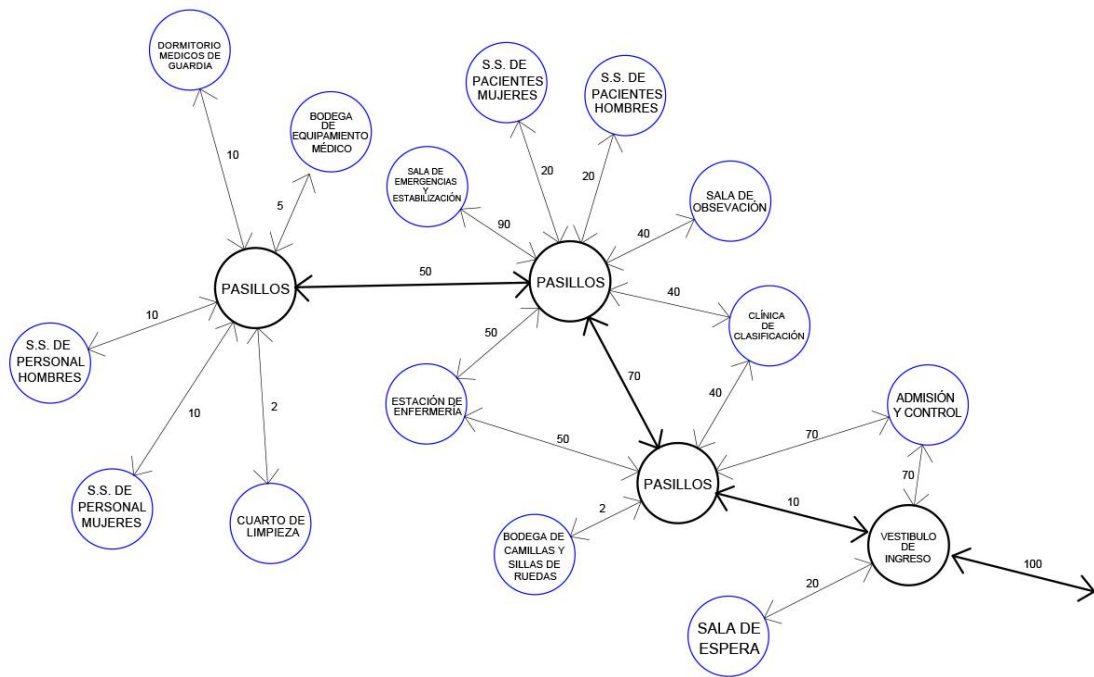 DORMITORIO
MEDICOS DE
GUARDIA
S.S. DE
PACIENTES
MUJERES
S.S. DE
PACIENTES
HOMBRES
BODEGA
DE
EQUIPAMIENTO
MÉDICO
10
5
20
20
SALA DE
EMERGENCIAS
Y
ESTABILIZACIÓN
90
SALA DE
OBSEVACIÓN
40
PASILLOS
50
PASILLOS
40
CLÍNICA
DE
CLASIFICACIÓN
10
S.S. DE
PERSONAL
HOMBRES
50
70
40
ESTACIÓN DE
ENFERMERÍA
ADMISIÓN
Y CONTROL
10
2
50
70
70
S.S. DE
PERSONAL
MUJERES
CUARTO DE
LIMPIEZA
PASILLOS
2
10
BODEGA DE
CAMILLAS Y
SILLAS DE
RUEDAS
VESTIBULO
DE
INGRESO
100
20
SALA DE
ESPERA